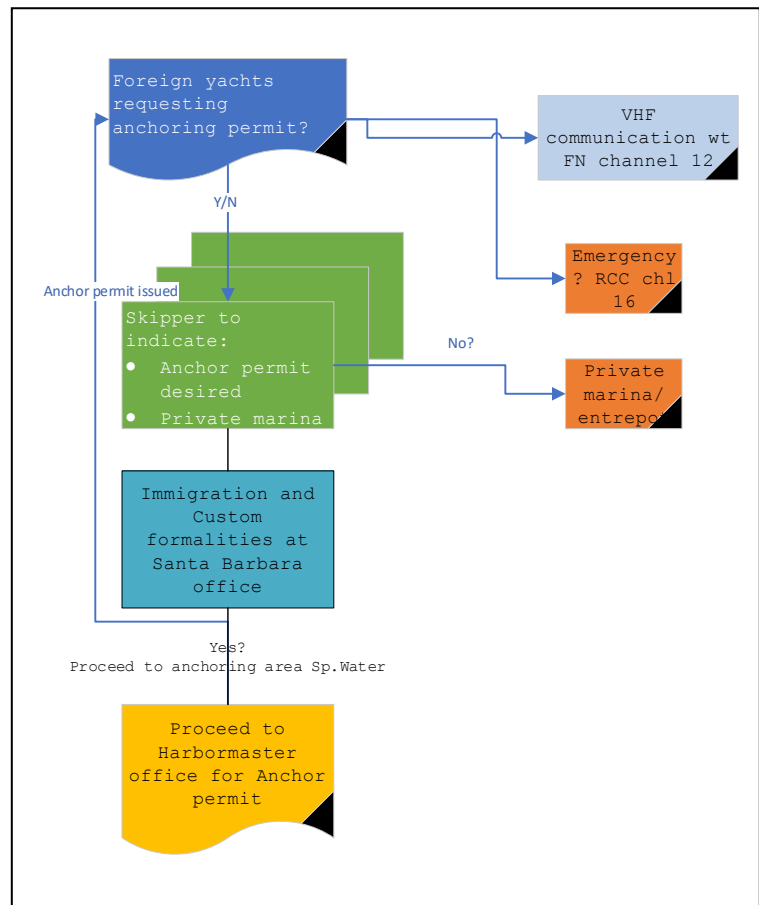 Foreign yachts
requesting
anchoring permit?
VHF
communication wt
FN channel 12
Y/N
Emergency
? RCC chl
16
Anchor permit issued
Skipper to
indicate:
● Anchor permit
desired
● Private marina
No?
Private
marina/
entrepot
Immigration and
Custom
formalities at
Santa Barbara
office
Yes?
Proceed to anchoring area Sp.Water
Proceed to
Harbormaster
office for Anchor
permit